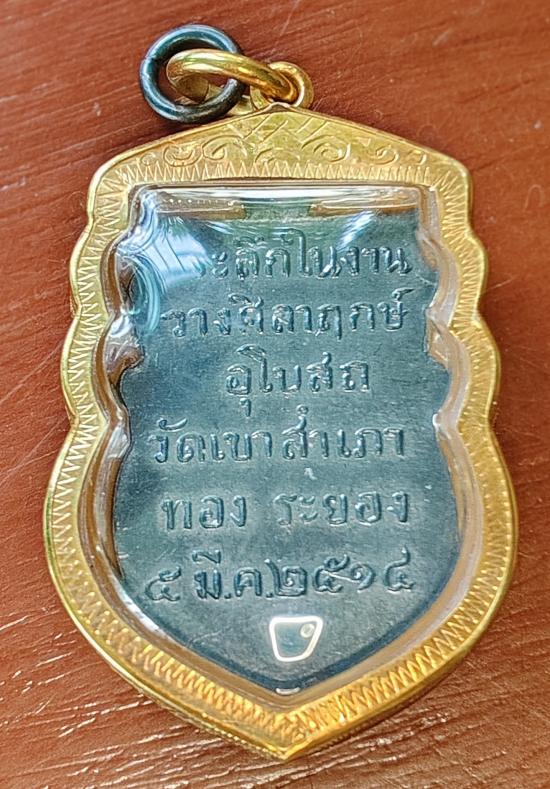 ระลึกในงาน
วางศิลาฤกษ์
อุโบสถ
วัดเขาสำเภา
ทอง ระยอง
๕ มี.ค.๒๕๑๔